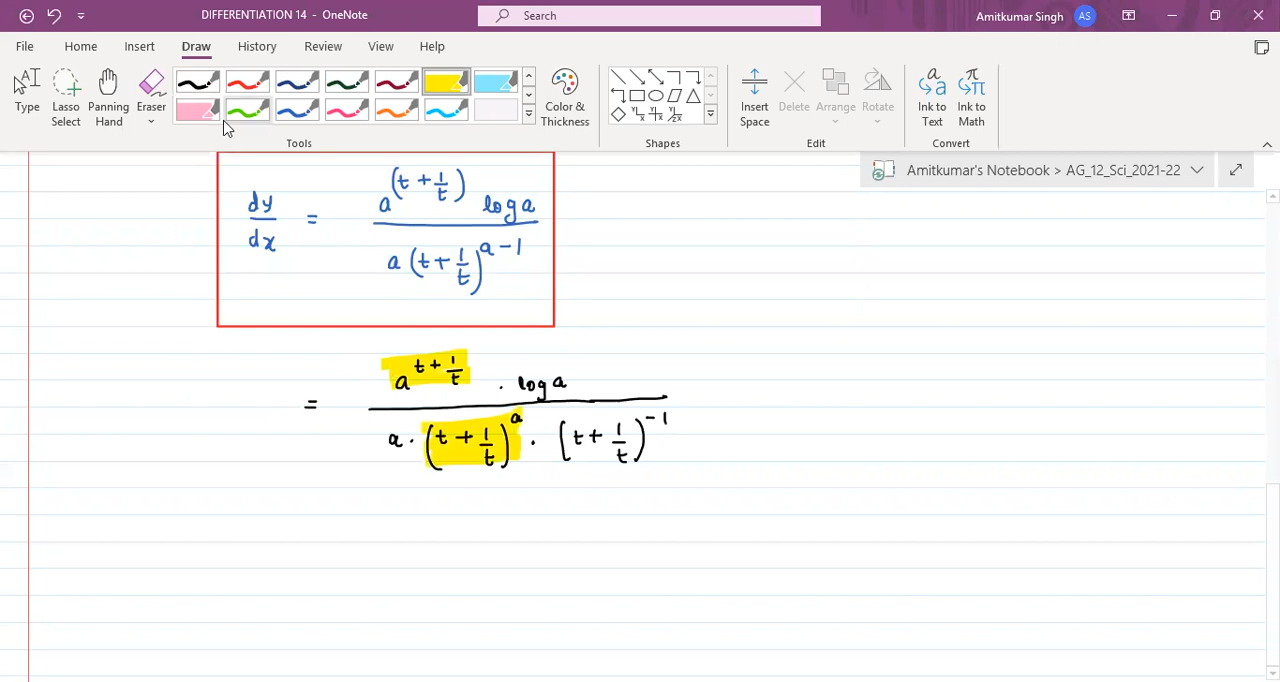 DIFFERENTIATION 14 - OneNote
Search
Amitkumar Singh AS
File Home Insert Draw History Review View Help
Type Lasso Select Panning Hand Eraser Color & Thickness Insert Space Delete Arrange Rotate Ink to Text Ink to Math
Tools Shapes Edit Convert
Amitkumar's Notebook > AG_12_Sci_2021-22
dy/dx = a^(t + 1/t) log a / a (t + 1/t)^(a - 1)
= a^(t + 1/t) · log a / a · (t + 1/t)^a · (t + 1/t)^-1